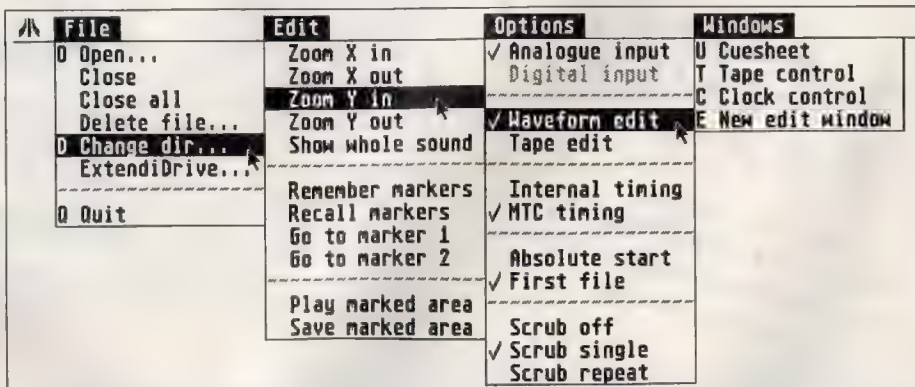 File
O Open...
Close
Close all
Delete file...
D Change dir...
ExtendiDrive...
Q Quit
Edit
Zoom X in
Zoom X out
Zoom Y in
Zoom Y out
Show whole sound
Remember markers
Recall markers
Go to marker 1
Go to marker 2
Play marked area
Save marked area
Options
✓ Analogue input
Digital input
✓ Waveform edit
Tape edit
Internal timing
✓ MTC timing
Absolute start
✓ First file
Scrub off
✓ Scrub single
Scrub repeat
Windows
U Cuesheet
T Tape control
C Clock control
E New edit window